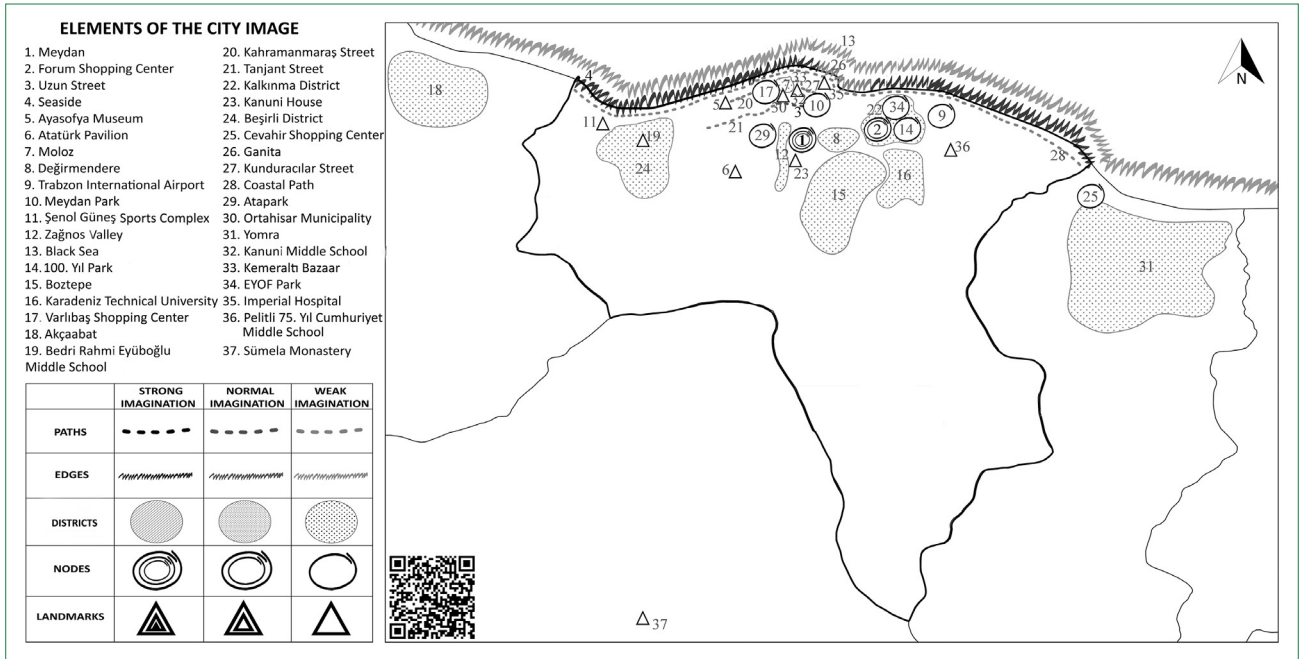 ELEMENTS OF THE CITY IMAGE
1. Meydan
2. Forum Shopping Center
3. Uzun Street
4. Seaside
5. Ayasofya Museum
6. Atatürk Pavilion
7. Moloz
8. Değirmendere
9. Trabzon International Airport
10. Meydan Park
11. Şenol Güneş Sports Complex
12. Zağnos Valley
13. Black Sea
14. 100. Yıl Park
15. Boztepe
16. Karadeniz Technical University
17. Varlıbaş Shopping Center
18. Akçaabat
19. Bedri Rahmi Eyüboğlu
Middle School
20. Kahramanmaraş Street
21. Tanjant Street
22. Kalkınma District
23. Kanuni House
24. Beşirli District
25. Cevahir Shopping Center
26. Ganita
27. Kunduracılar Street
28. Coastal Path
29. Atapark
30. Ortahisar Municipality
31. Yomra
32. Kanuni Middle School
33. Kemeraltı Bazaar
34. EYOF Park
35. Imperial Hospital
36. Pelitli 75. Yıl Cumhuriyet
Middle School
37. Sümela Monastery
STRONG IMAGINATION
NORMAL IMAGINATION
WEAK IMAGINATION
PATHS
EDGES
DISTRICTS
NODES
LANDMARKS
N
13
26
4
18
17
27
35
5
20
30
3
10
22
34
9
11
21
29
1
8
2
14
19
12
36
28
24
6
23
15
16
25
31
37